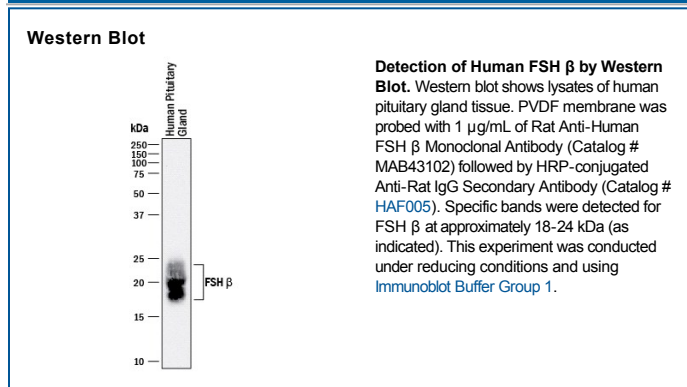 Western Blot
Human Pituitary
Gland
kDa
250
150
100
75
50
37
25
20
15
10
FSH β
Detection of Human FSH β by Western
Blot. Western blot shows lysates of human
pituitary gland tissue. PVDF membrane was
probed with 1 µg/mL of Rat Anti-Human
FSH β Monoclonal Antibody (Catalog #
MAB43102) followed by HRP-conjugated
Anti-Rat IgG Secondary Antibody (Catalog #
HAF005). Specific bands were detected for
FSH β at approximately 18-24 kDa (as
indicated). This experiment was conducted
under reducing conditions and using
Immunoblot Buffer Group 1.